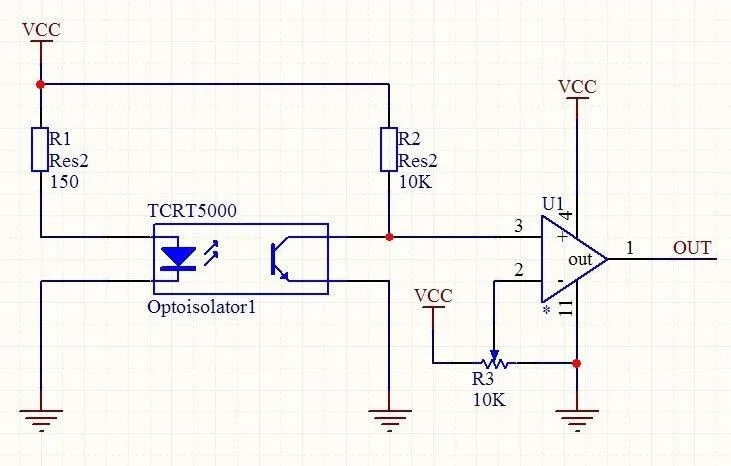 VCC
R1
Res2
150
R2
Res2
10K
VCC
TCRT5000
Optoisolator1
U1
3
+
4
out
1
OUT
2
-
*
11
VCC
R3
10K